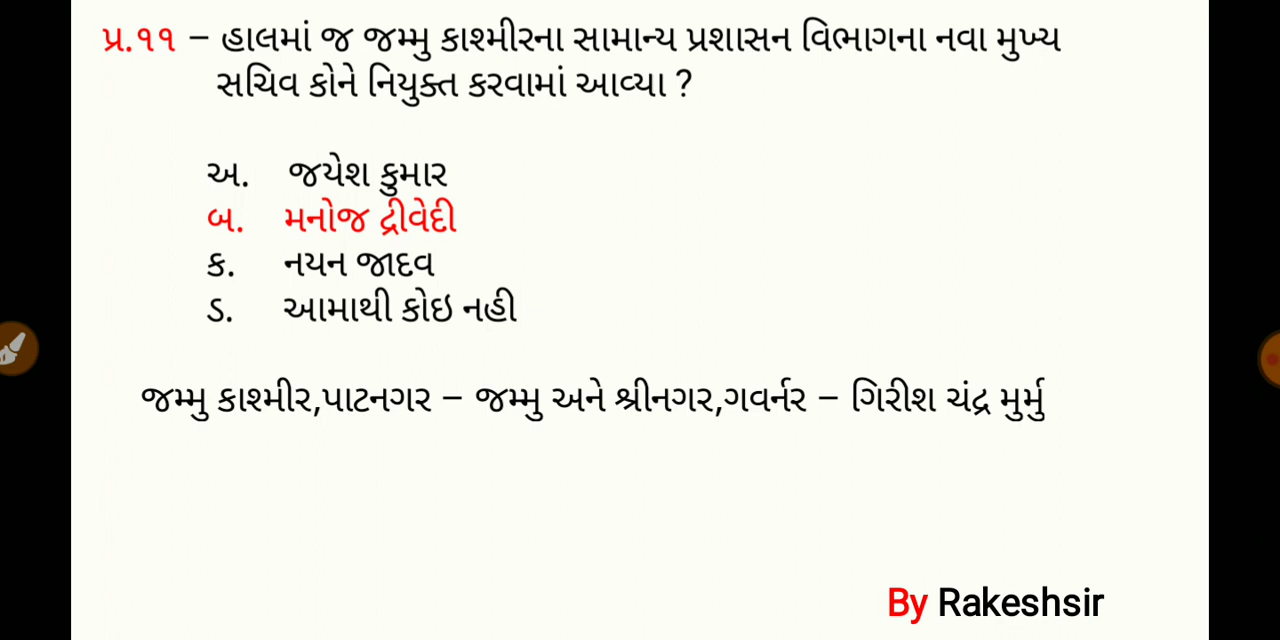 પ્ર.૧૧ – હાલમાં જ જમ્મુ કાશ્મીરના સામાન્ય પ્રશાસન વિભાગના નવા મુખ્ય
સચિવ કોને નિયુક્ત કરવામાં આવ્યા ?
અ. જયેશ કુમાર
બ. મનોજ દ્રીવેદી
ક. નયન જાદવ
ડ. આમાથી કોઇ નહી
જમ્મુ કાશ્મીર,પાટનગર – જમ્મુ અને શ્રીનગર,ગવર્નર – ગિરીશ ચંદ્ર મુર્મુ
By Rakeshsir